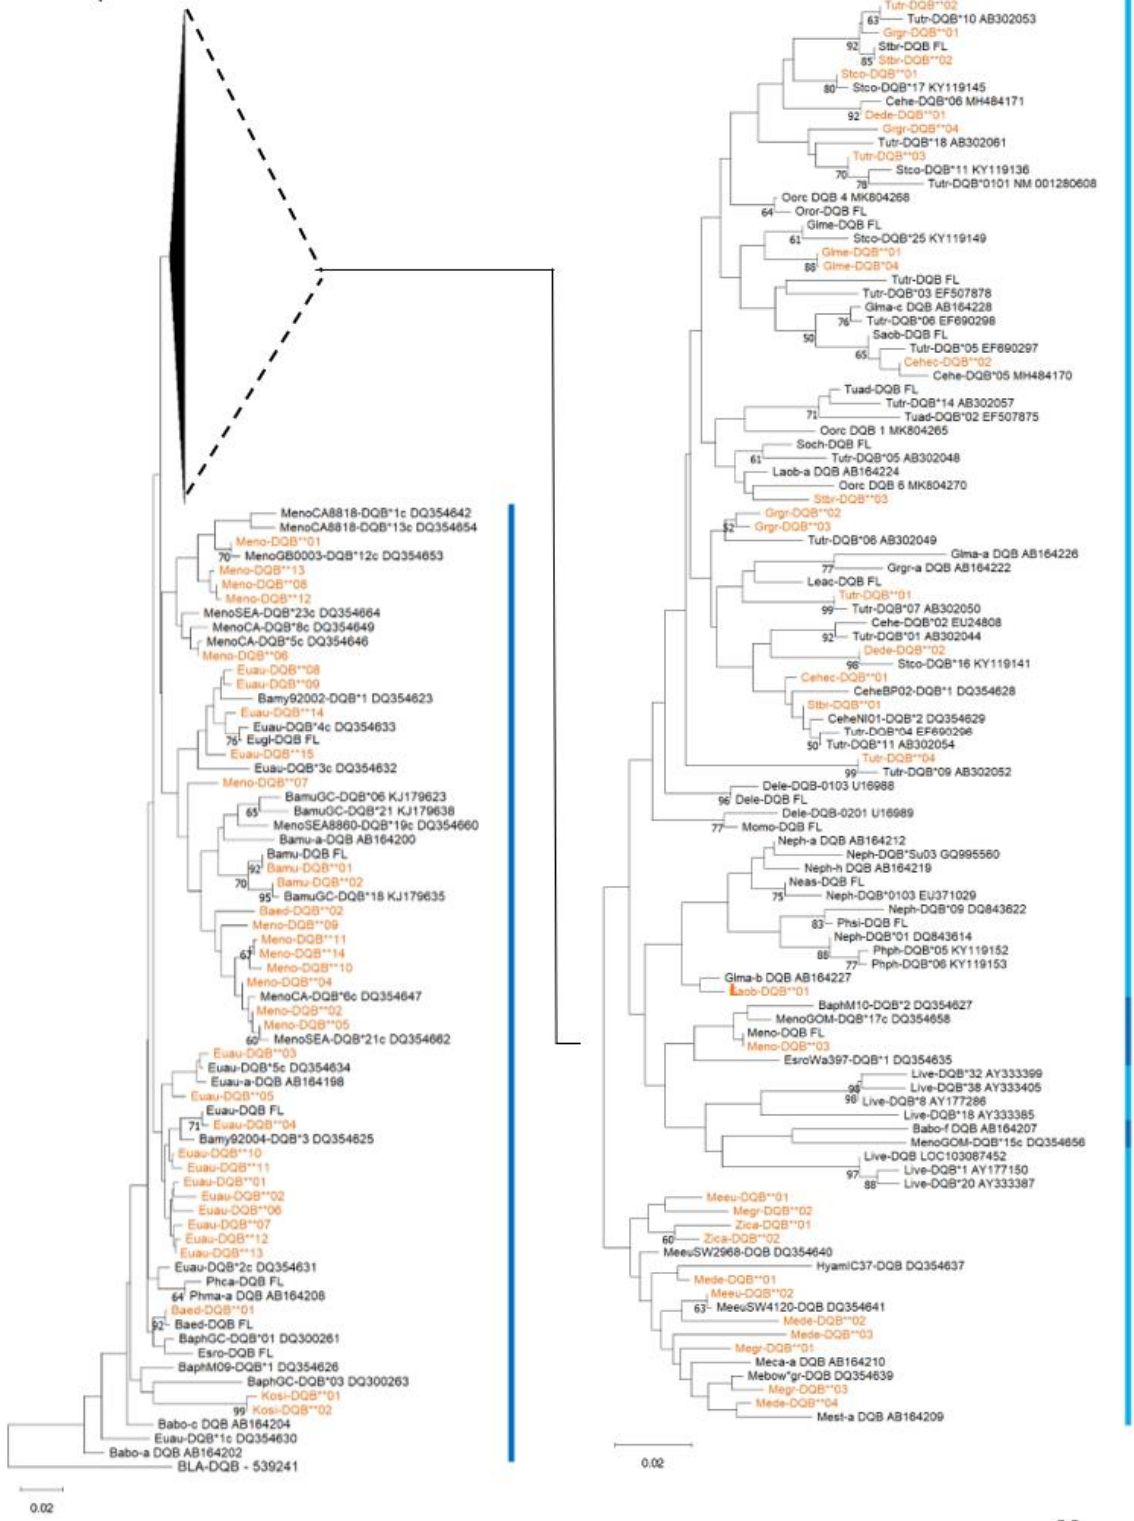 MenoCA8818-DQB*1c DQ354642
MenoCA8818-DQB*13c DQ354654
Meno-DQB**01
70 MenoGB0003-DQB*12c DQ354653
Meno-DQB**13
Meno-DQB**08
Meno-DQB**12
MenoSEA-DQB*23c DQ354664
MenoCA-DQB*8c DQ354649
MenoCA-DQB*5c DQ354646
Meno-DQB**06
Euau-DQB**08
Euau-DQB**09
Bamy92002-DQB*1 DQ354623
Euau-DQB**14
Euau-DQB*4c DQ354633
76 Eugl-DQB FL
Euau-DQB**15
Euau-DQB*3c DQ354632
Meno-DQB**07
BamuGC-DQB*06 KJ179623
65 BamuGC-DQB*21 KJ179638
MenoSEA8860-DQB*19c DQ354660
Bamu-a-DQB AB164200
Bamu-DQB FL
92 Bamu-DQB**01
70 Bamu-DQB**02
95 BamuGC-DQB*18 KJ179635
Baed-DQB**02
Meno-DQB**09
Meno-DQB**11
67 Meno-DQB**14
Meno-DQB**10
Meno-DQB**04
MenoCA-DQB*6c DQ354647
Meno-DQB**02
Meno-DQB**05
60 MenoSEA-DQB*21c DQ354662
Euau-DQB**03
Euau-DQB*5c DQ354634
Euau-a-DQB AB164198
Euau-DQB**05
Euau-DQB FL
71 Euau-DQB**04
Bamy92004-DQB*3 DQ354625
Euau-DQB**10
Euau-DQB**11
Euau-DQB**01
Euau-DQB**02
Euau-DQB**06
Euau-DQB**07
Euau-DQB**12
Euau-DQB**13
Euau-DQB*2c DQ354631
Phca-DQB FL
64 Phma-a DQB AB164208
Baed-DQB**01
92 Baed-DQB FL
BaphGC-DQB*01 DQ300261
Esro-DQB FL
BaphM09-DQB*1 DQ354626
BaphGC-DQB*03 DQ300263
Kosi-DQB**01
99 Kosi-DQB**02
Babo-c DQB AB164204
Euau-DQB*1c DQ354630
Babo-a DQB AB164202
BLA-DQB - 539241
0.02
Tutr-DQB**02
63 Tutr-DQB*10 AB302053
Grgr-DQB**01
92 Stbr-DQB FL
85 Stbr-DQB**02
Stco-DQB**01
80 Stco-DQB*17 KY119145
Cehe-DQB*06 MH484171
92 Dede-DQB**01
Grgr-DQB**04
Tutr-DQB*18 AB302061
Tutr-DQB**03
70 Stco-DQB*11 KY119136
78 Tutr-DQB*0101 NM 001280608
Oorc DQB 4 MK804268
64 Oror-DQB FL
Glme-DQB FL
61 Stco-DQB*25 KY119149
Glme-DQB**01
88 Glme-DQB*04
Tutr-DQB FL
Tutr-DQB*03 EF507878
Glma-c DQB AB164228
76 Tutr-DQB*06 EF690298
50 Saob-DQB FL
65 Tutr-DQB*05 EF690297
Cehec-DQB**02
Cehe-DQB*05 MH484170
Tuad-DQB FL
Tutr-DQB*14 AB302057
71 Tuad-DQB*02 EF507875
Oorc DQB 1 MK804265
Soch-DQB FL
61 Tutr-DQB*05 AB302048
Laob-a DQB AB164224
Oorc DQB 6 MK804270
Stbr-DQB**03
Grgr-DQB**02
52 Grgr-DQB**03
Tutr-DQB*06 AB302049
Glma-a DQB AB164226
77 Grgr-a DQB AB164222
Leac-DQB FL
Tutr-DQB**01
99 Tutr-DQB*07 AB302050
Cehe-DQB*02 EU24808
92 Tutr-DQB*01 AB302044
Dede-DQB**02
98 Stco-DQB*16 KY119141
Cehec-DQB**01
CeheBP02-DQB*1 DQ354628
Stbr-DQB**01
CeheNI01-DQB*2 DQ354629
Tutr-DQB*04 EF690296
50 Tutr-DQB*11 AB302054
Tutr-DQB**04
99 Tutr-DQB*09 AB302052
Dele-DQB-0103 U16988
96 Dele-DQB FL
Dele-DQB-0201 U16989
77 Momo-DQB FL
Neph-a DQB AB164212
Neph-DQB*Su03 GQ995560
Neph-h DQB AB164219
Neas-DQB FL
75 Neph-DQB*0103 EU371029
Neph-DQB*09 DQ843622
83 Phsi-DQB FL
Neph-DQB*01 DQ843614
88 Phph-DQB*05 KY119152
77 Phph-DQB*06 KY119153
Glma-b DQB AB164227
Laob-DQB**01
BaphM10-DQB*2 DQ354627
MenoGOM-DQB*17c DQ354658
Meno-DQB FL
Meno-DQB**03
EsroWa397-DQB*1 DQ354635
Live-DQB*32 AY333399
98 Live-DQB*38 AY333405
98 Live-DQB*8 AY177286
Live-DQB*18 AY333385
Babo-f DQB AB164207
MenoGOM-DQB*15c DQ354656
Live-DQB LOC103087452
97 Live-DQB*1 AY177150
88 Live-DQB*20 AY333387
Meeu-DQB**01
Megr-DQB**02
Zica-DQB**01
60 Zica-DQB**02
MeeuSW2968-DQB DQ354640
HyamIC37-DQB DQ354637
Mede-DQB**01
Meeu-DQB**02
63 MeeuSW4120-DQB DQ354641
Mede-DQB**02
Mede-DQB**03
Megr-DQB**01
Meca-a DQB AB164210
Mebow*gr-DQB DQ354639
Megr-DQB**03
Mede-DQB**04
Mest-a DQB AB164209
0.02